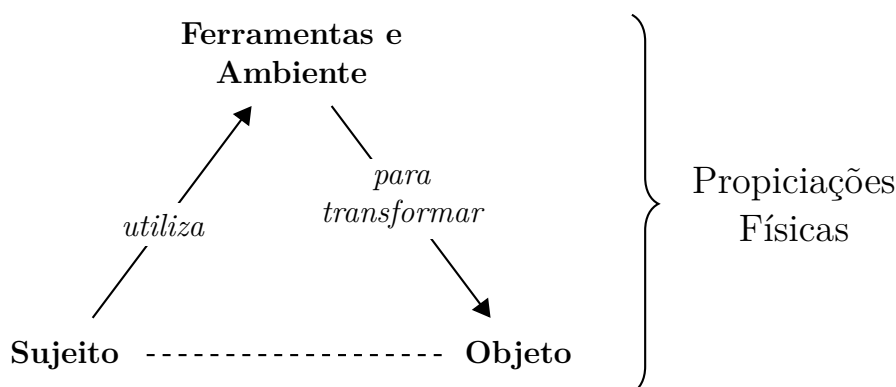 Ferramentas e
Ambiente
para
transformar
utiliza
Propiciações
Físicas
Sujeito
Objeto